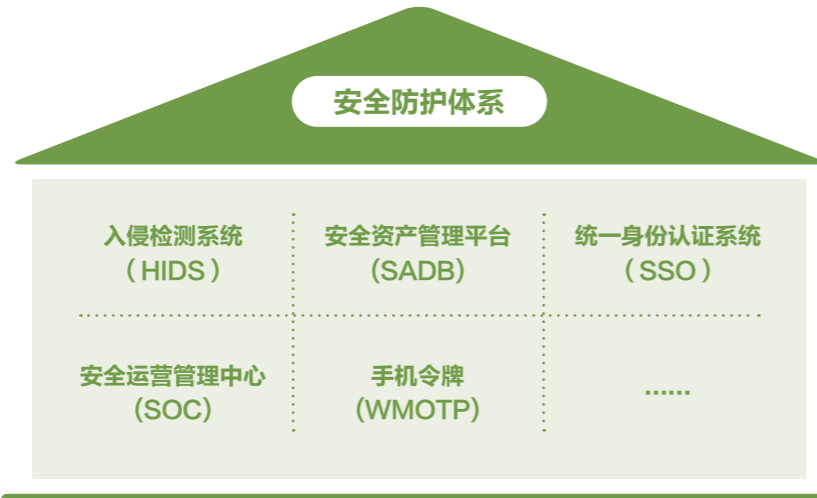 安全防护体系
入侵检测系统
（HIDS）
安全资产管理平台
（SADB）
统一身份认证系统
（SSO）
安全运营管理中心
（SOC）
手机令牌
（WMOTP）
……